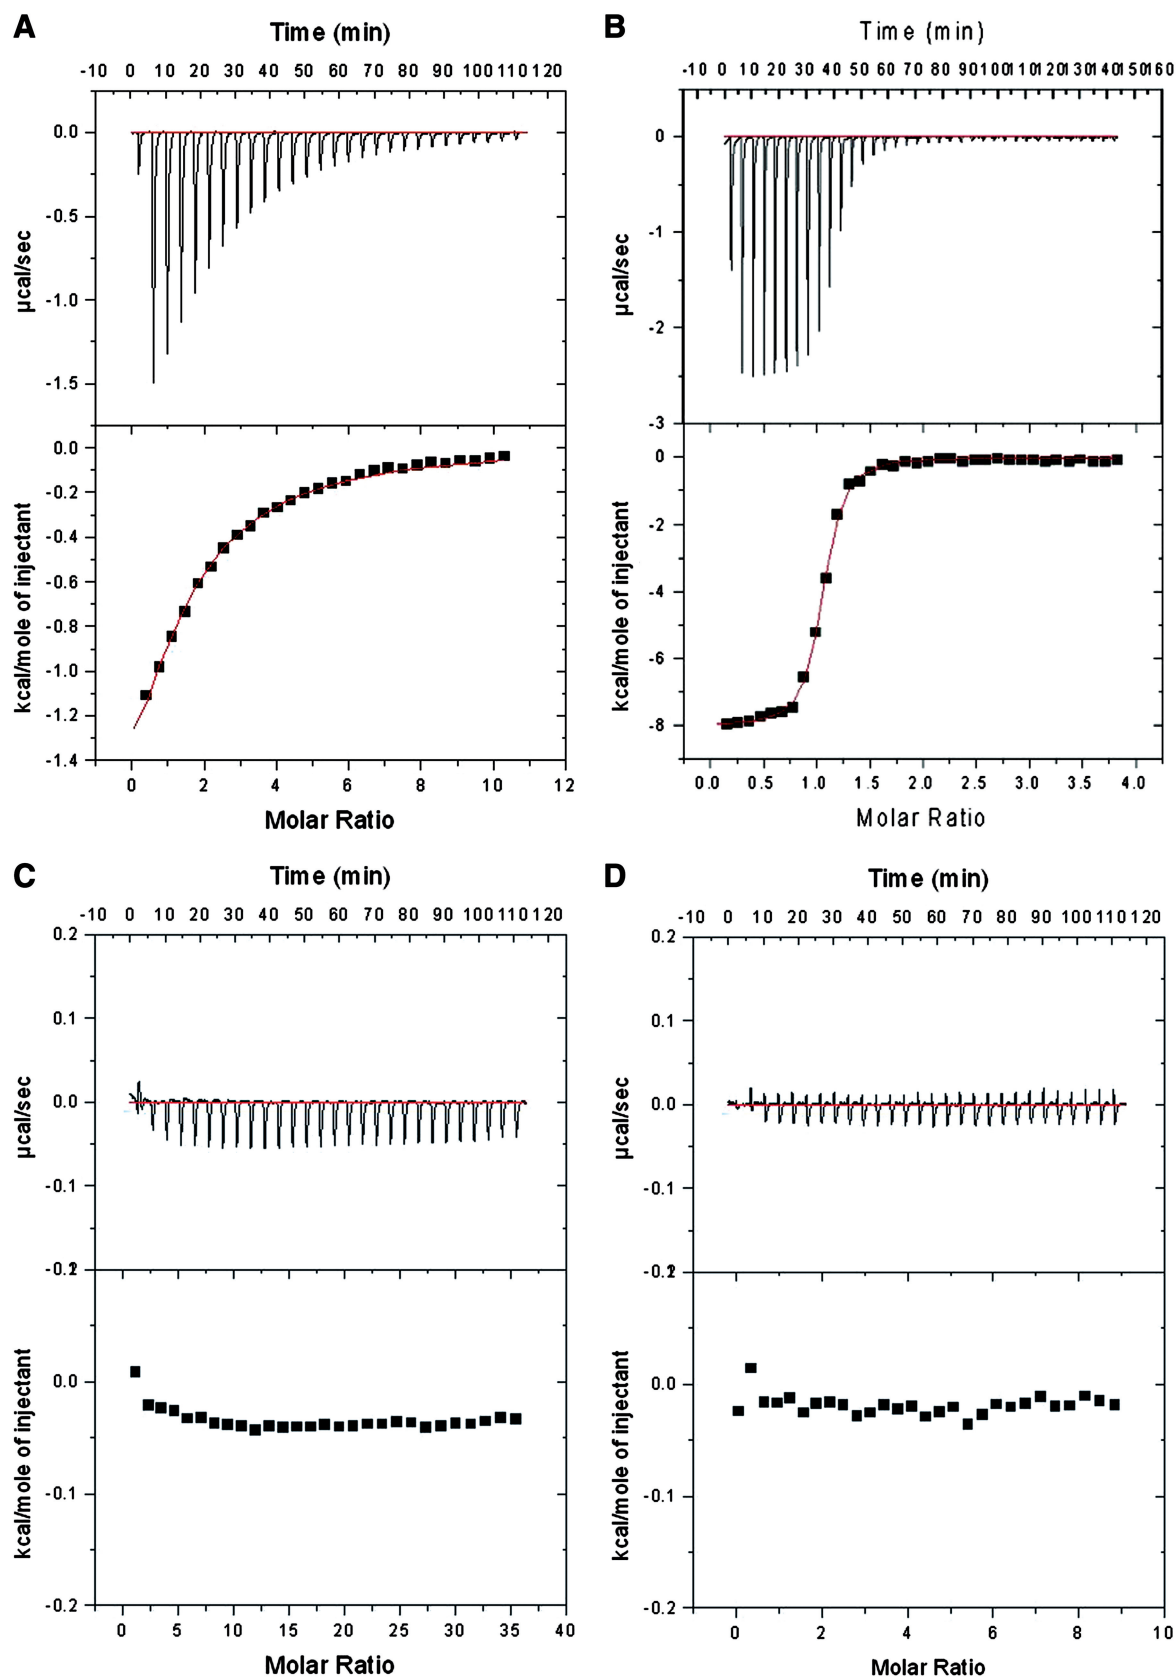 A
Time (min)
-10 0 10 20 30 40 50 60 70 80 90 100 110 120
0.0
-0.5
-1.0
-1.5
µcal/sec
0.0
-0.2
-0.4
-0.6
-0.8
-1.0
-1.2
-1.4
kcal/mole of injectant
0 2 4 6 8 10 12
Molar Ratio
B
Time (min)
-10 0 10 20 30 40 50 60 70 80 90 100 110 120 130 140 150 160
0
-1
-2
-3
µcal/sec
0
-2
-4
-6
-8
kcal/mole of injectant
0.0 0.5 1.0 1.5 2.0 2.5 3.0 3.5 4.0
Molar Ratio
C
Time (min)
-10 0 10 20 30 40 50 60 70 80 90 100 110 120
0.2
0.1
0.0
-0.1
µcal/sec
0.0
-0.1
-0.2
kcal/mole of injectant
0 5 10 15 20 25 30 35 40
Molar Ratio
D
Time (min)
-10 0 10 20 30 40 50 60 70 80 90 100 110 120
0.2
0.1
0.0
-0.1
µcal/sec
0.0
-0.1
-0.2
kcal/mole of injectant
0 2 4 6 8 10
Molar Ratio